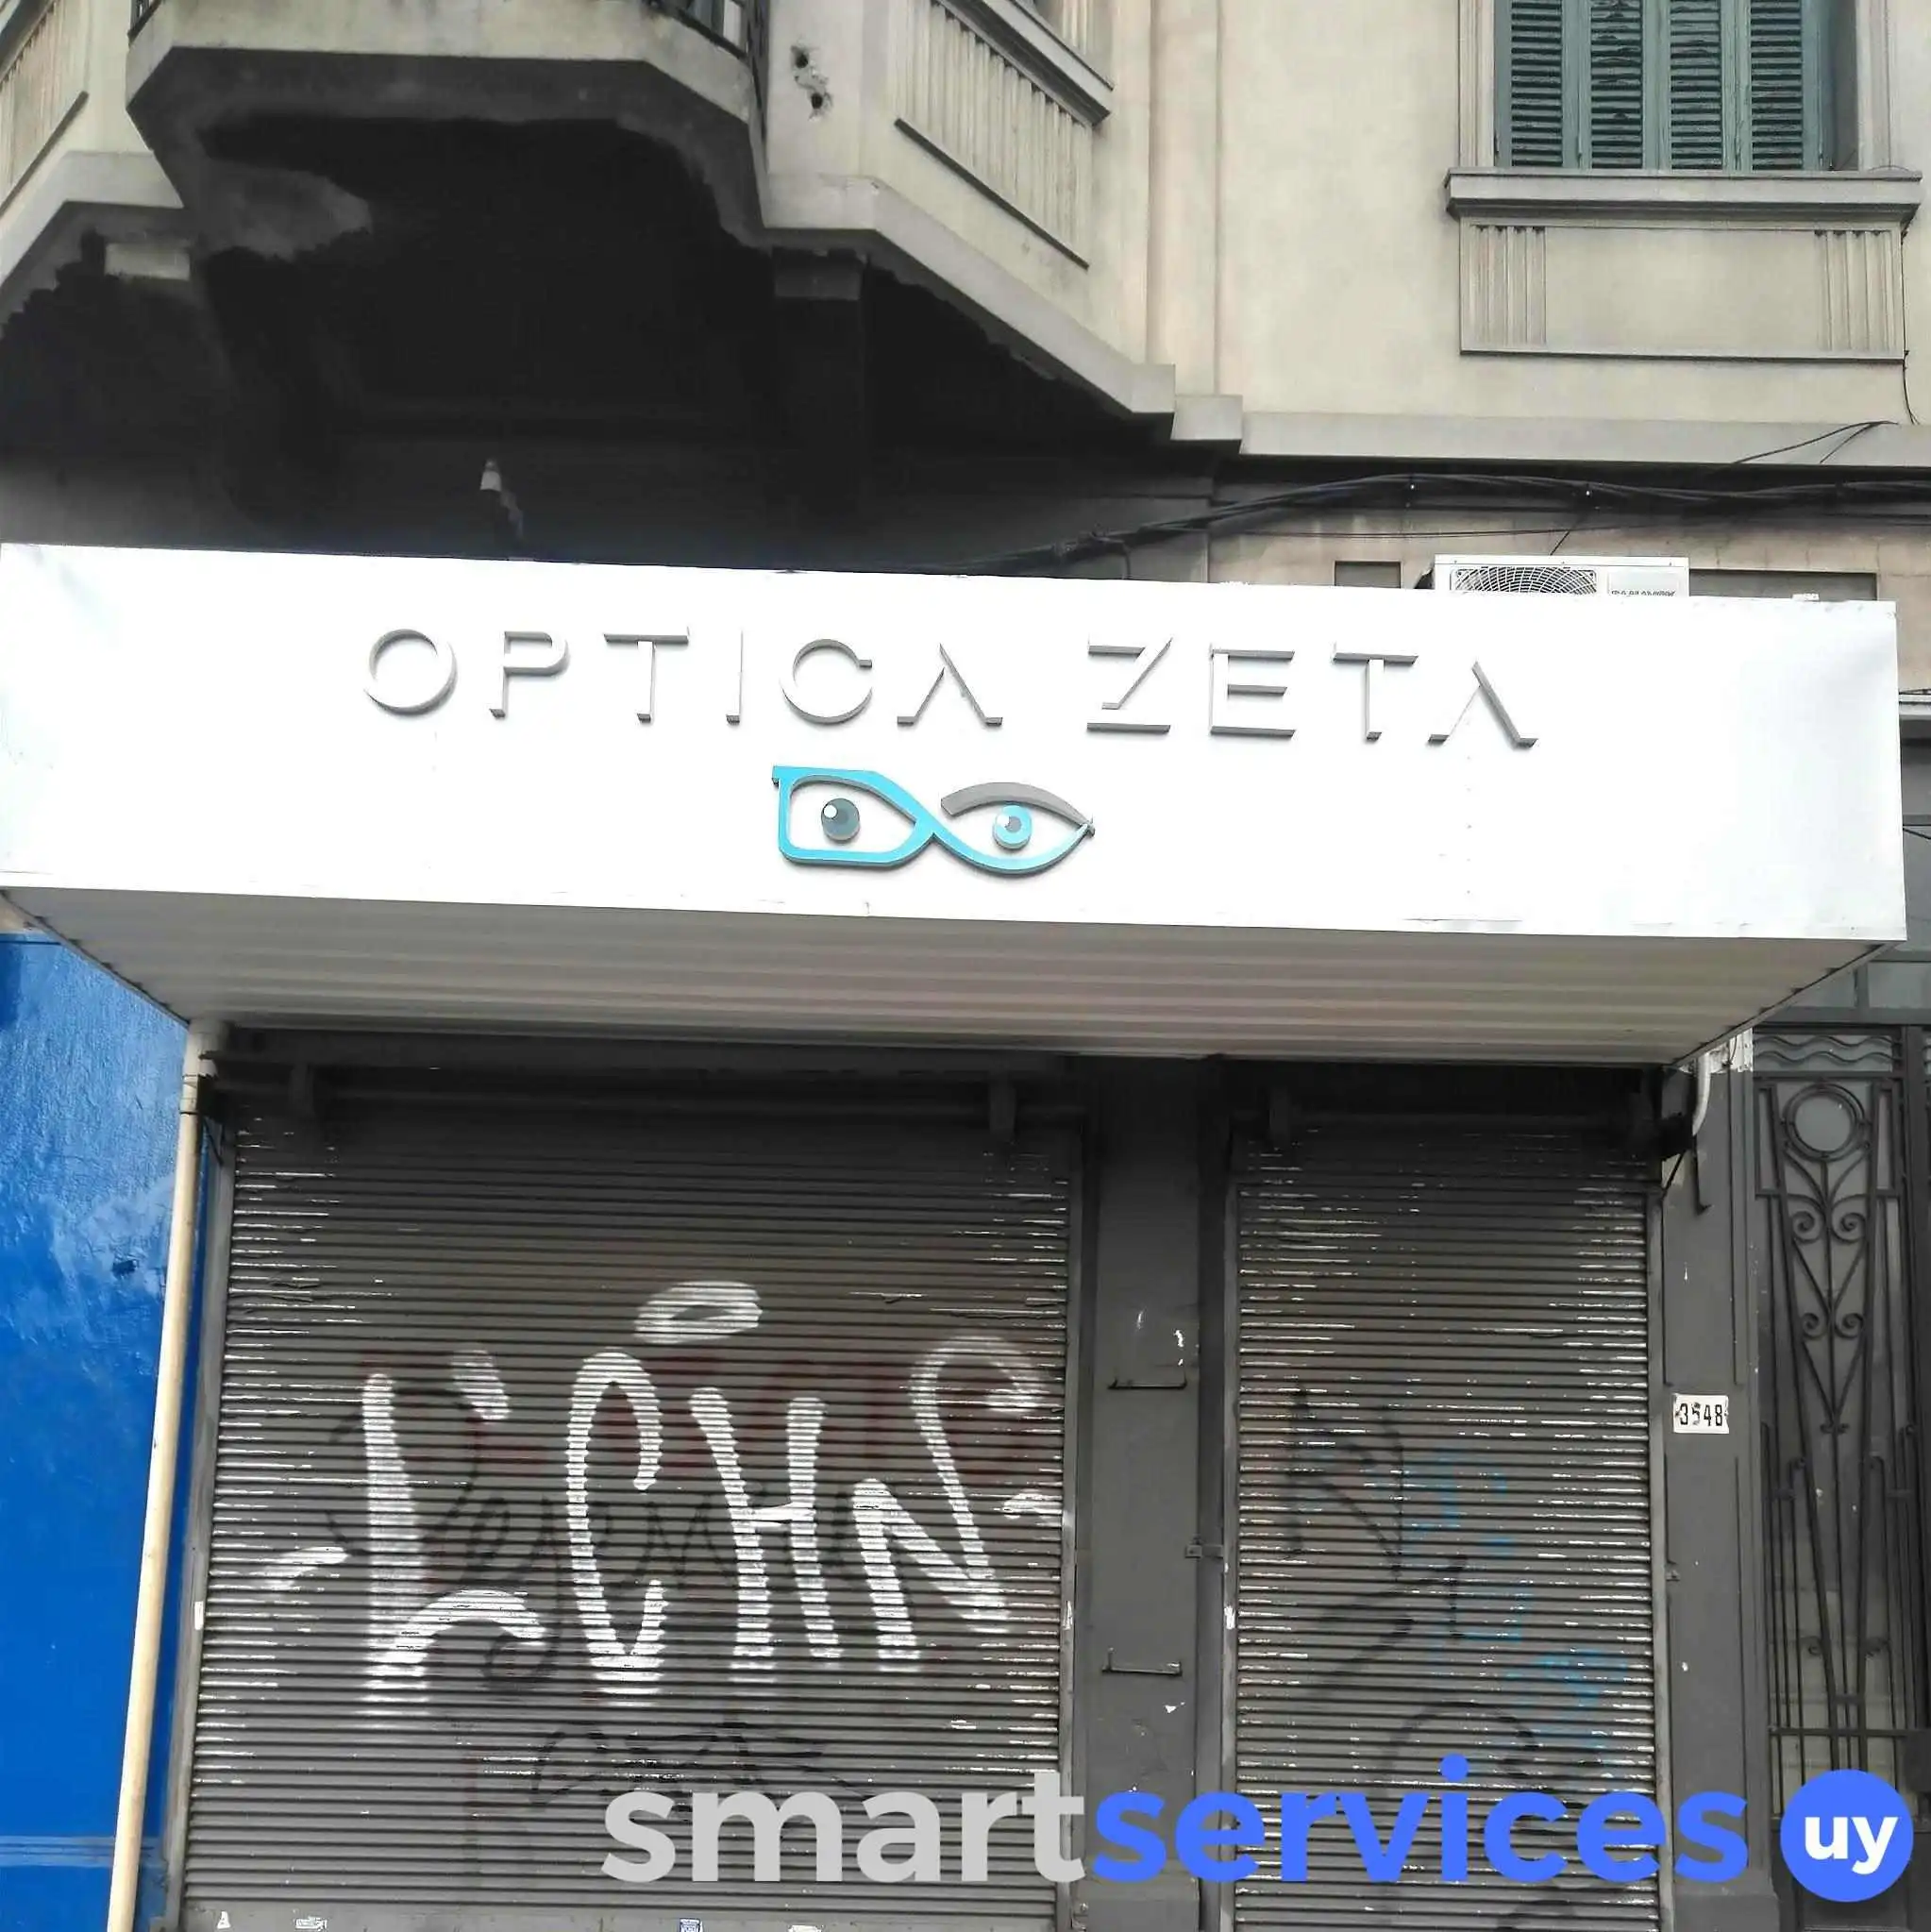 OPTICA ZETA
3548
smartservices uy